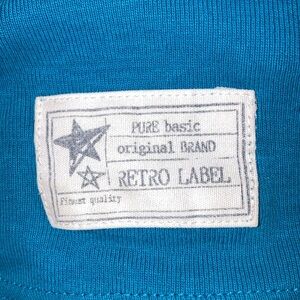 PURE basic
original BRAND
RETRO LABEL
Finest quality